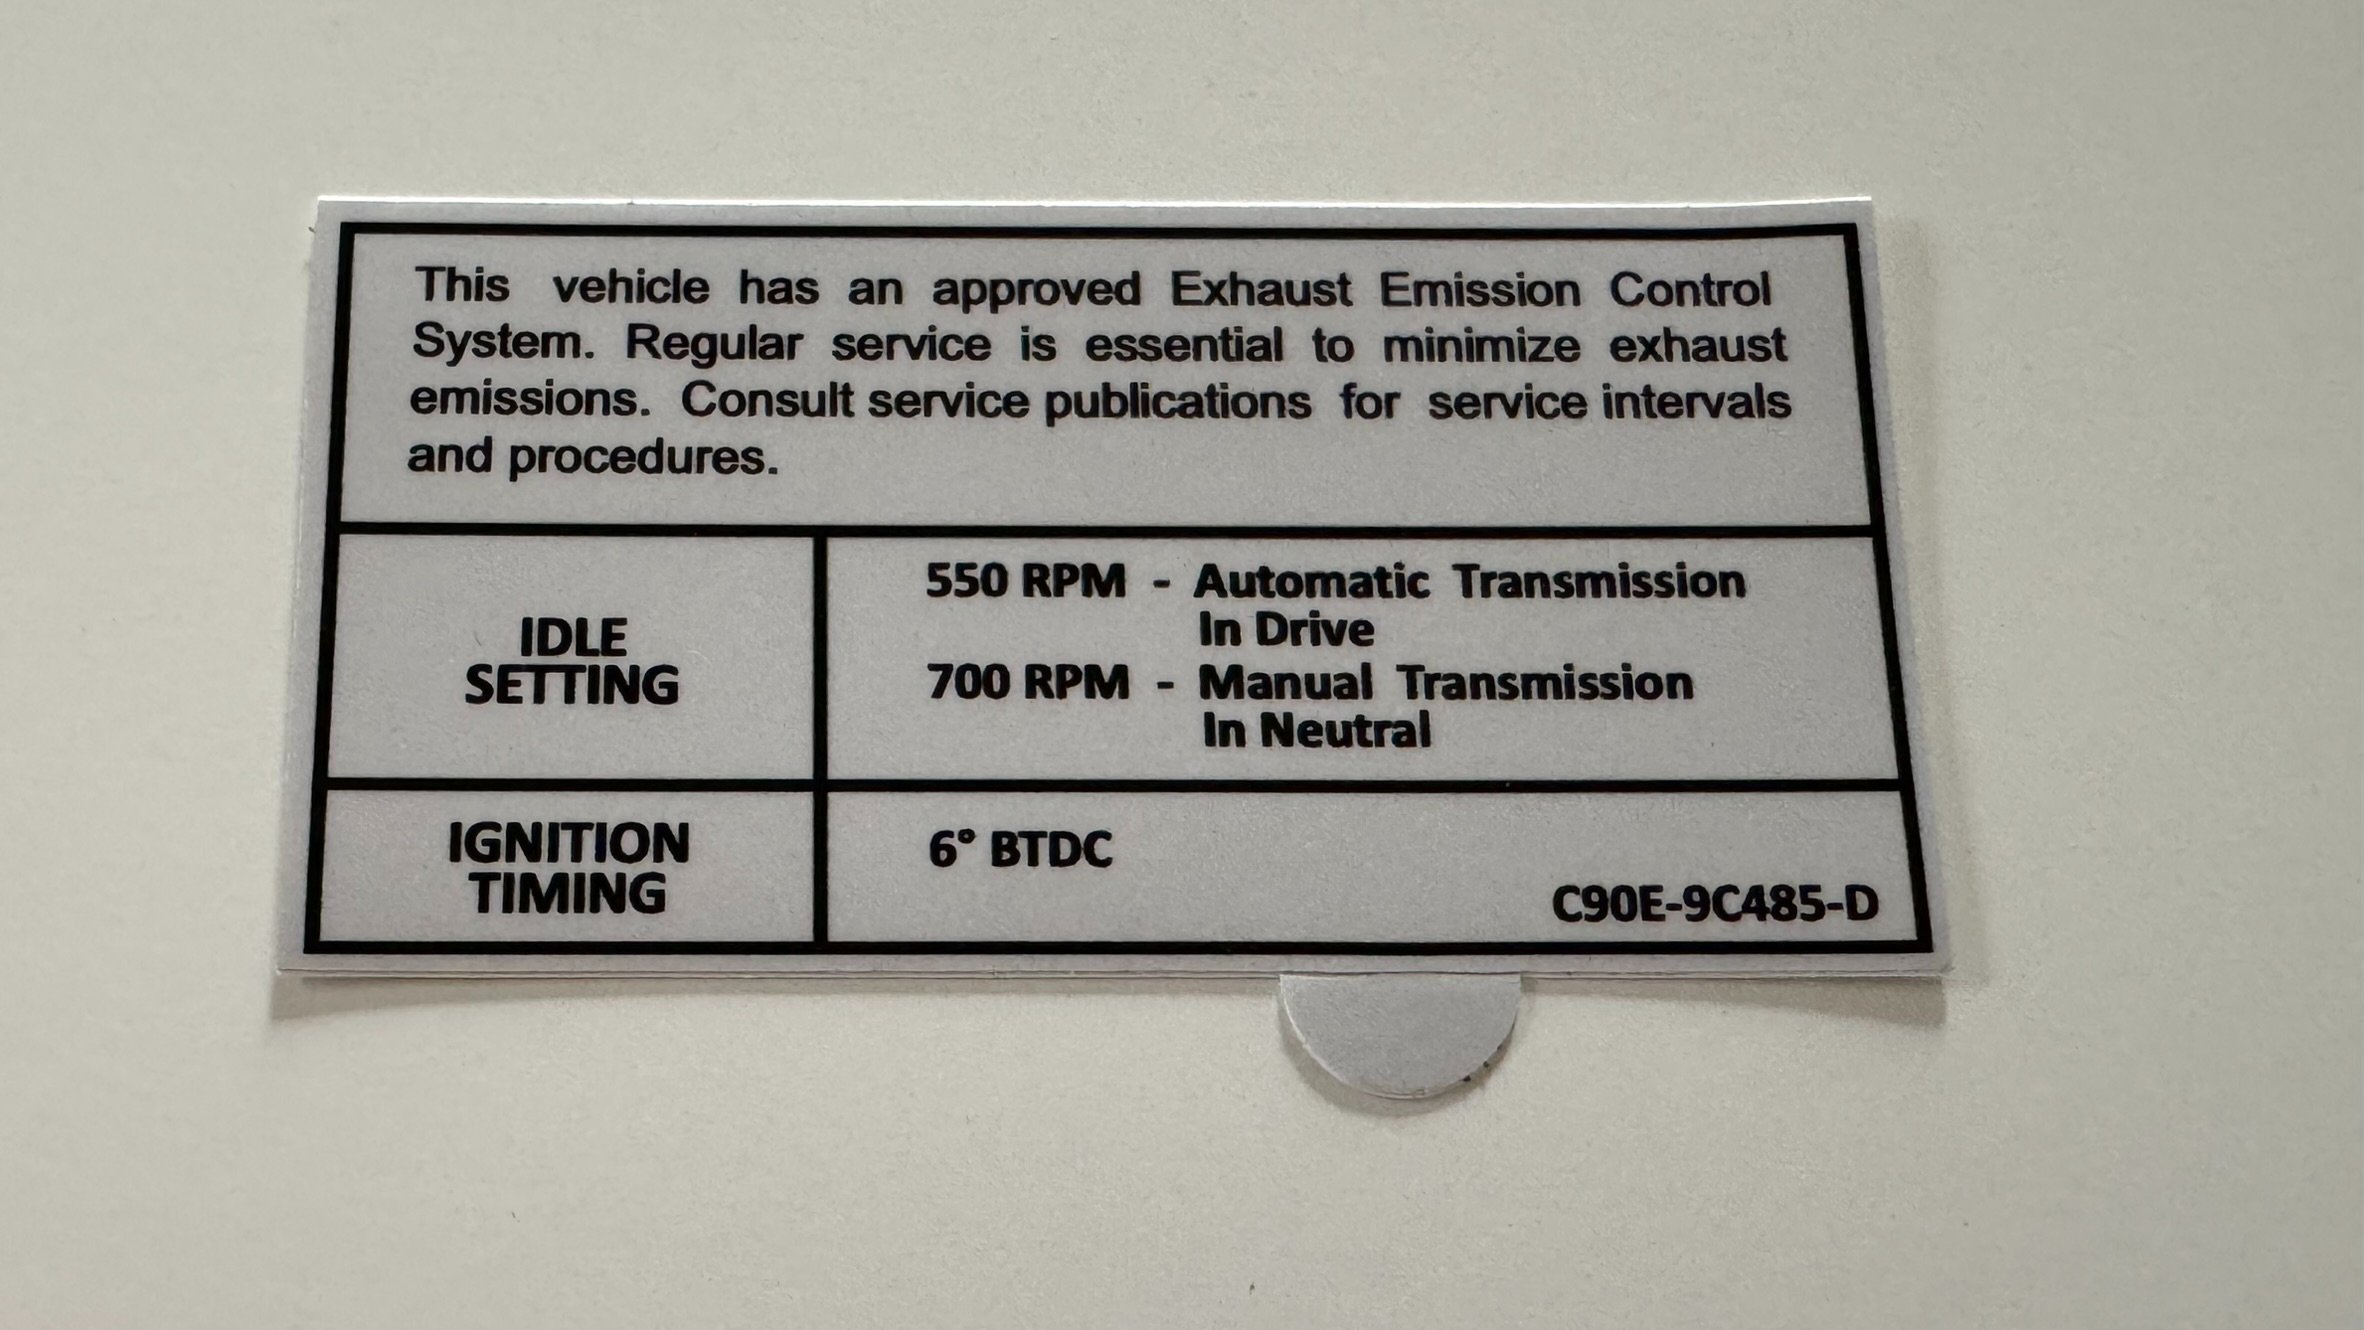 This vehicle has an approved Exhaust Emission Control
System. Regular service is essential to minimize exhaust
emissions. Consult service publications for service intervals
and procedures.
IDLE
SETTING
550 RPM - Automatic Transmission
In Drive
700 RPM - Manual Transmission
In Neutral
IGNITION
TIMING
6° BTDC
C90E-9C485-D